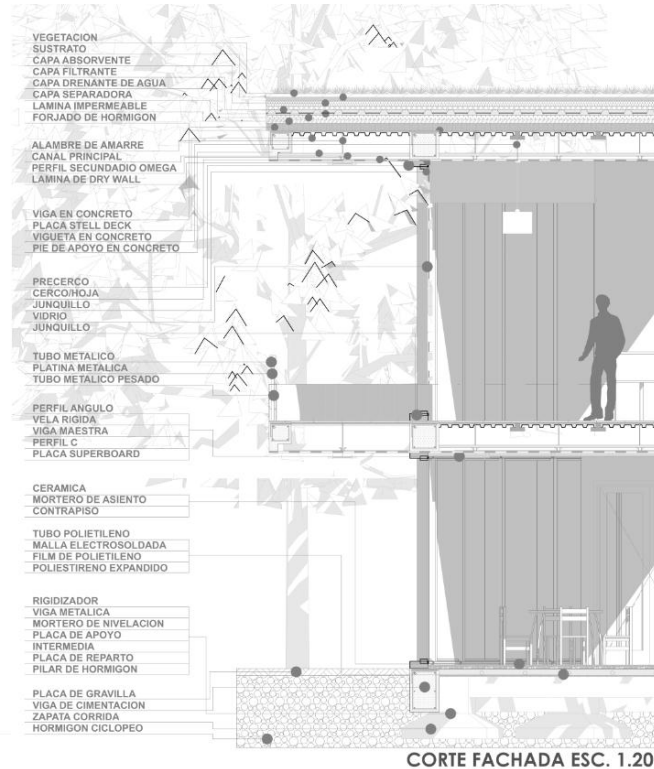 VEGETACION
SUSTRATO
CAPA ABSORVENTE
CAPA FILTRANTE
CAPA DRENANTE DE AGUA
CAPA SEPARADORA
LAMINA IMPERMEABLE
FORJADO DE HORMIGON
ALAMBRE DE AMARRE
CANAL PRINCIPAL
PERFIL SECUNDADIO OMEGA
LAMINA DE DRY WALL
VIGA EN CONCRETO
PLACA STELL DECK
VIGUETA EN CONCRETO
PIE DE APOYO EN CONCRETO
PRECERCO
CERCO/HOJA
JUNQUILLO
VIDRIO
JUNQUILLO
TUBO METALICO
PLATINA METALICA
TUBO METALICO PESADO
PERFIL ANGULO
VELA RIGIDA
VIGA MAESTRA
PERFIL C
PLACA SUPERBOARD
CERAMICA
MORTERO DE ASIENTO
CONTRAPISO
TUBO POLIETILENO
MALLA ELECTROSOLDADA
FILM DE POLIETILENO
POLIESTIRENO EXPANDIDO
RIGIDIZADOR
VIGA METALICA
MORTERO DE NIVELACION
PLACA DE APOYO
INTERMEDIA
PLACA DE REPARTO
PILAR DE HORMIGON
PLACA DE GRAVILLA
VIGA DE CIMENTACION
ZAPATA CORRIDA
HORMIGON CICLOPEO
CORTE FACHADA ESC. 1.20